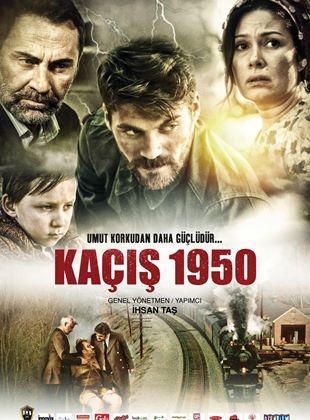 UMUT KORKUDAN DAHA GÜÇLÜDÜR...
KAÇIŞ 1950
GENEL YÖNETMEN / YAPIMCI
İHSAN TAŞ